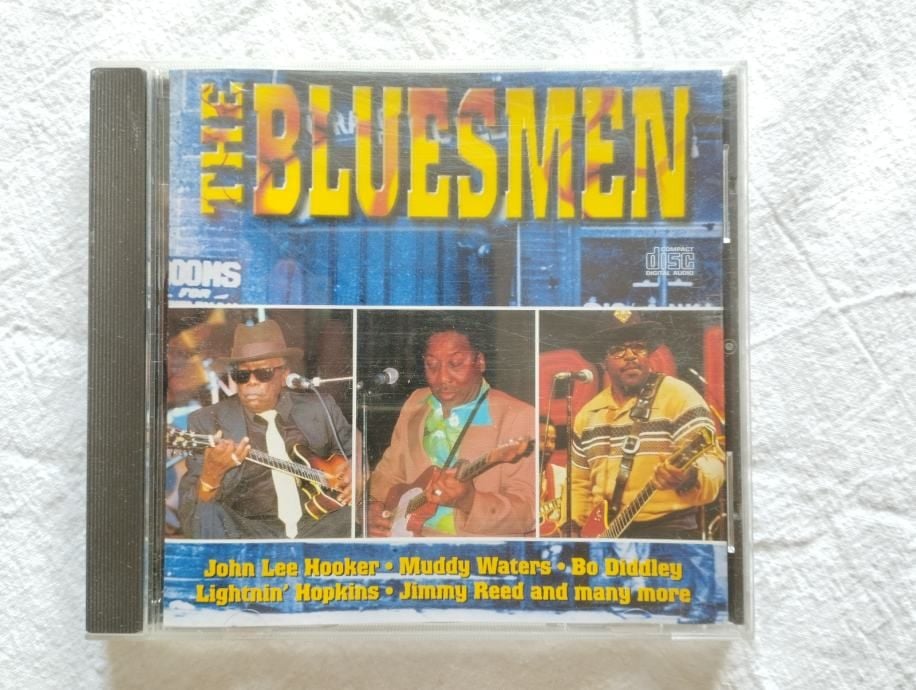 THE BLUESMEN
COMPACT
disc
DIGITAL AUDIO
OOMS
FOR
John Lee Hooker • Muddy Waters • Bo Diddley
Lightnin' Hopkins • Jimmy Reed and many more